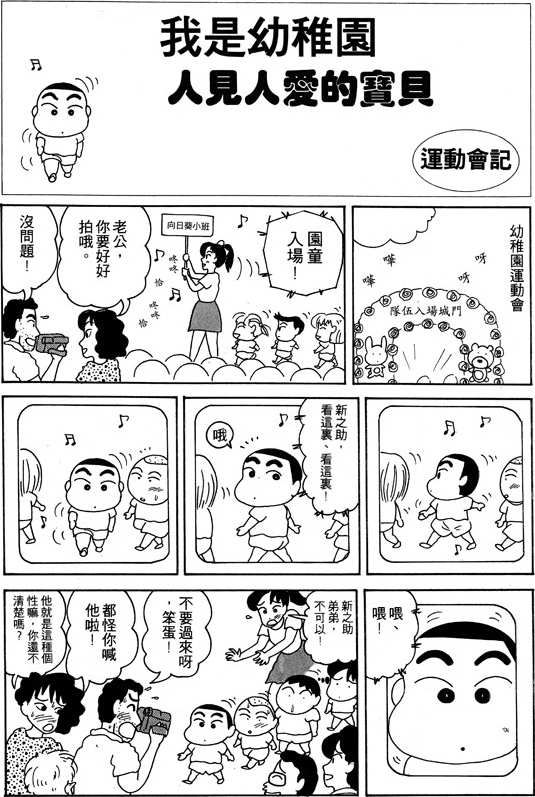 我是幼稚園
人見人愛的寶貝
運動會記
幼稚園運動會
呀
嘩
嘩
隊伍入場城門
園童
入場！
向日葵小班
咚咚
恰
咚咚
恰
老公，
你要好好
拍哦。
沒問題！
新之助，
看這裏、看這裏！
哦
喂、
喂！
新之助
弟弟，
不可以！
不要過來呀
，笨蛋！
都怪你喊
他啦！
他就是這種個
性嘛，你還不
清楚嗎？